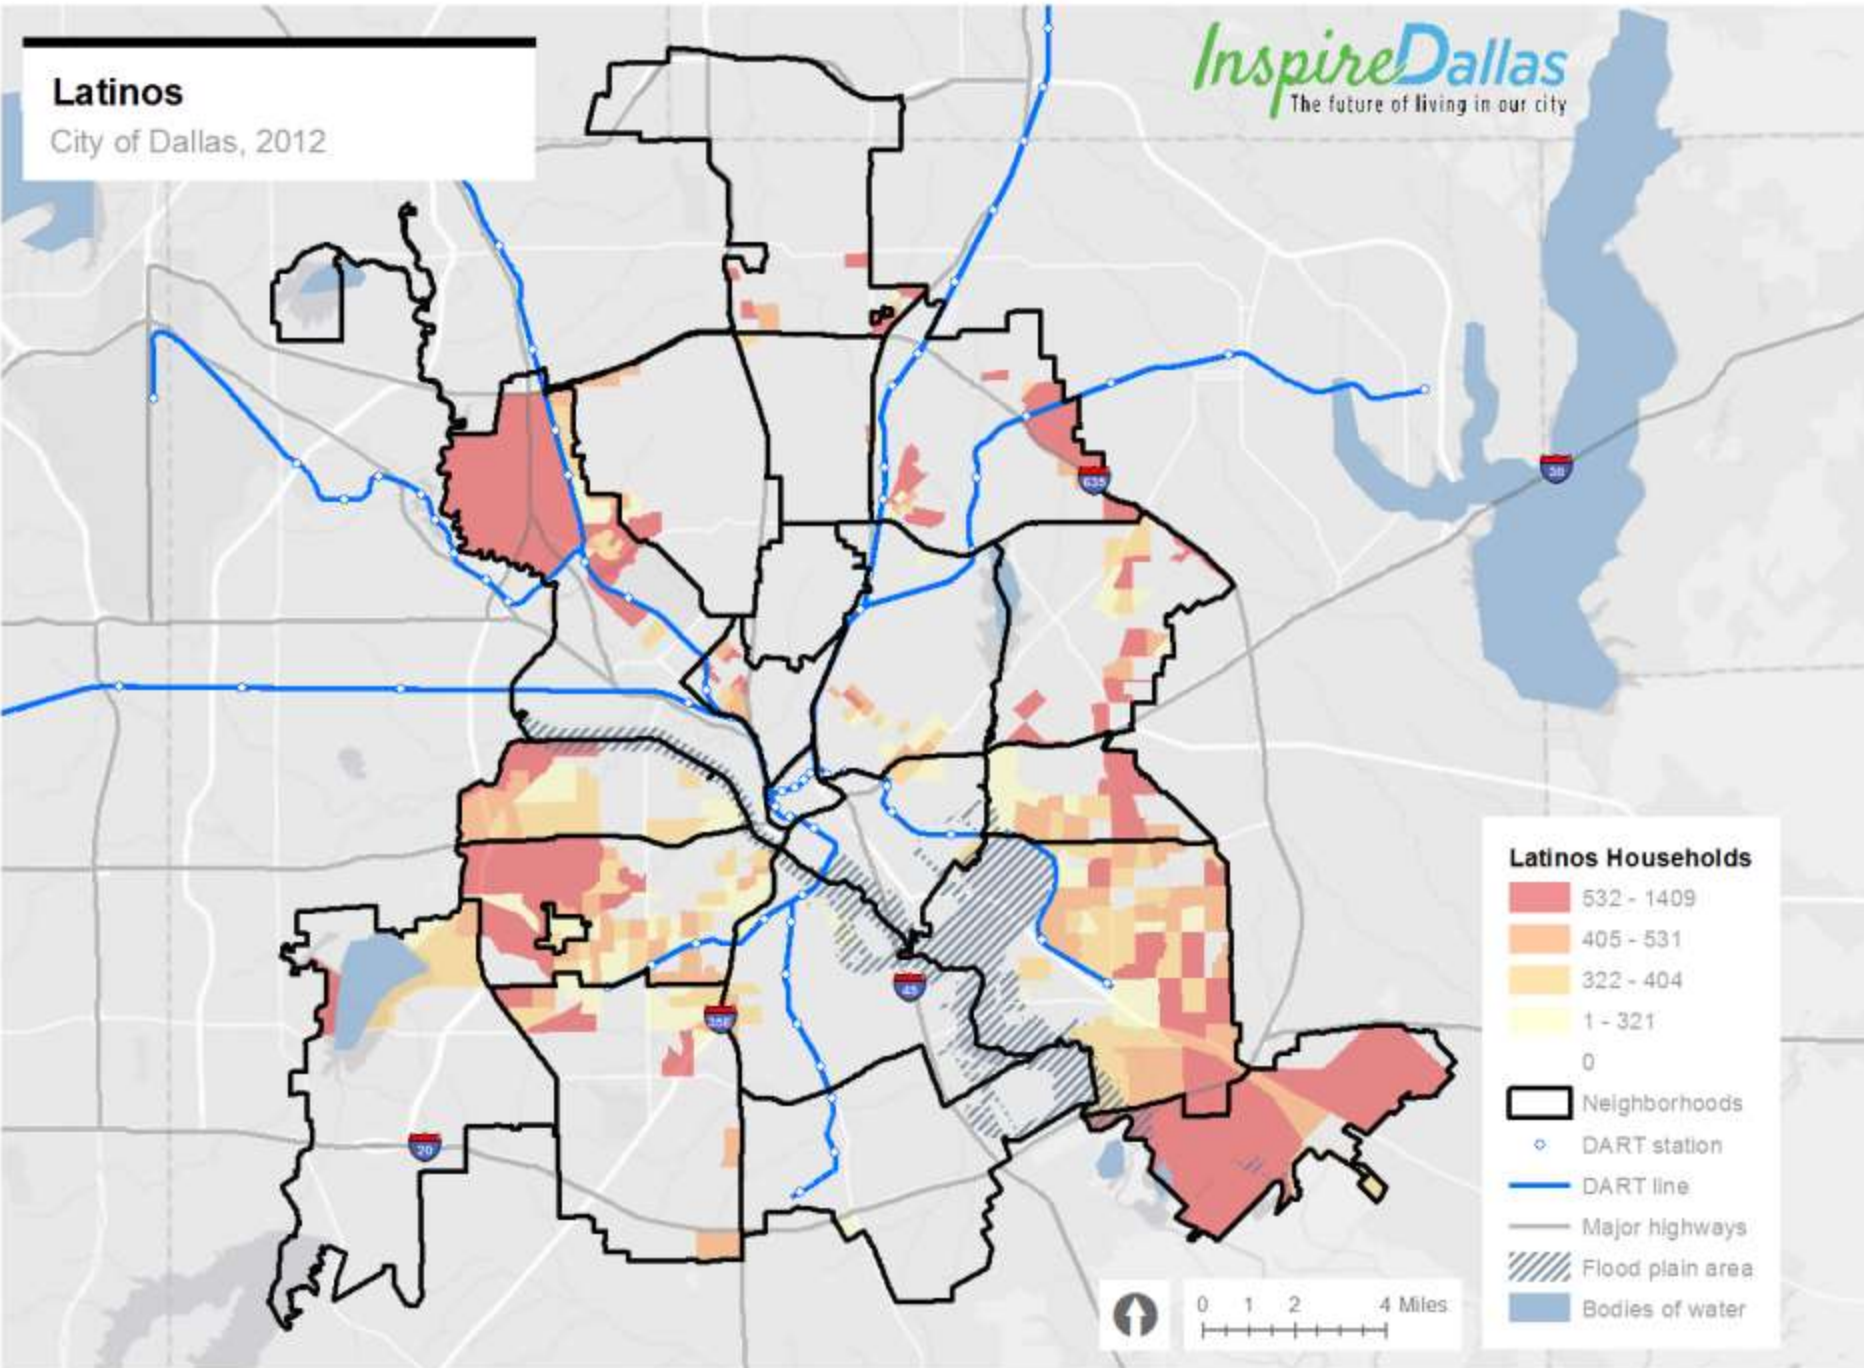 Latinos
City of Dallas, 2012
InspireDallas
The future of living in our city
635
30
45
35E
20
Latinos Households
532 - 1409
405 - 531
322 - 404
1 - 321
0
Neighborhoods
DART station
DART line
Major highways
Flood plain area
Bodies of water
0 1 2 4 Miles